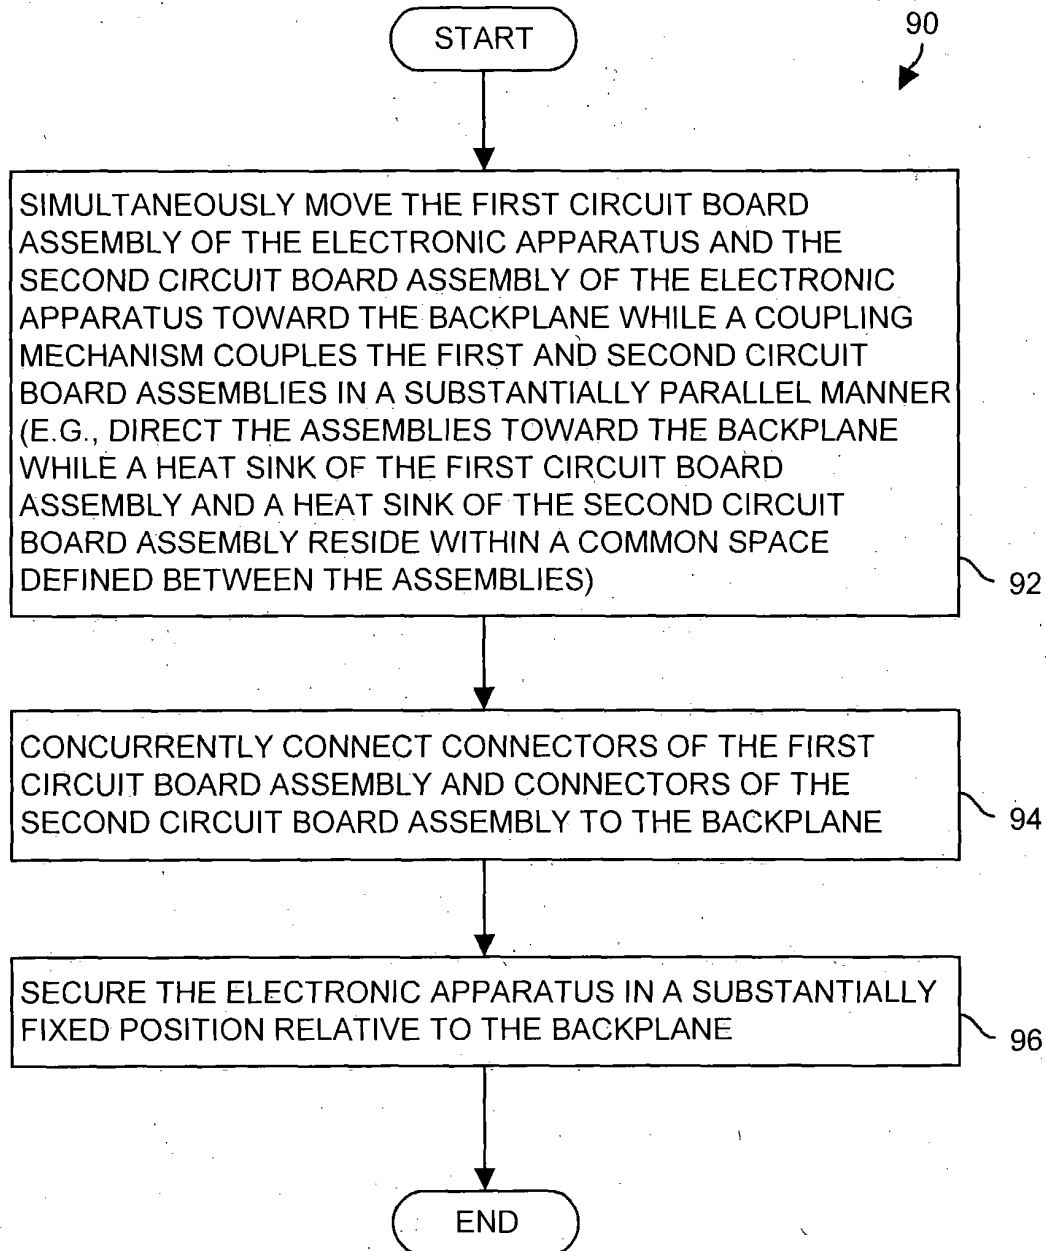 START
90
SIMULTANEOUSLY MOVE THE FIRST CIRCUIT BOARD
ASSEMBLY OF THE ELECTRONIC APPARATUS AND THE
SECOND CIRCUIT BOARD ASSEMBLY OF THE ELECTRONIC
APPARATUS TOWARD THE BACKPLANE WHILE A COUPLING
MECHANISM COUPLES THE FIRST AND SECOND CIRCUIT
BOARD ASSEMBLIES IN A SUBSTANTIALLY PARALLEL MANNER
(E.G., DIRECT THE ASSEMBLIES TOWARD THE BACKPLANE
WHILE A HEAT SINK OF THE FIRST CIRCUIT BOARD
ASSEMBLY AND A HEAT SINK OF THE SECOND CIRCUIT
BOARD ASSEMBLY RESIDE WITHIN A COMMON SPACE
DEFINED BETWEEN THE ASSEMBLIES)
92
CONCURRENTLY CONNECT CONNECTORS OF THE FIRST
CIRCUIT BOARD ASSEMBLY AND CONNECTORS OF THE
SECOND CIRCUIT BOARD ASSEMBLY TO THE BACKPLANE
94
SECURE THE ELECTRONIC APPARATUS IN A SUBSTANTIALLY
FIXED POSITION RELATIVE TO THE BACKPLANE
96
END